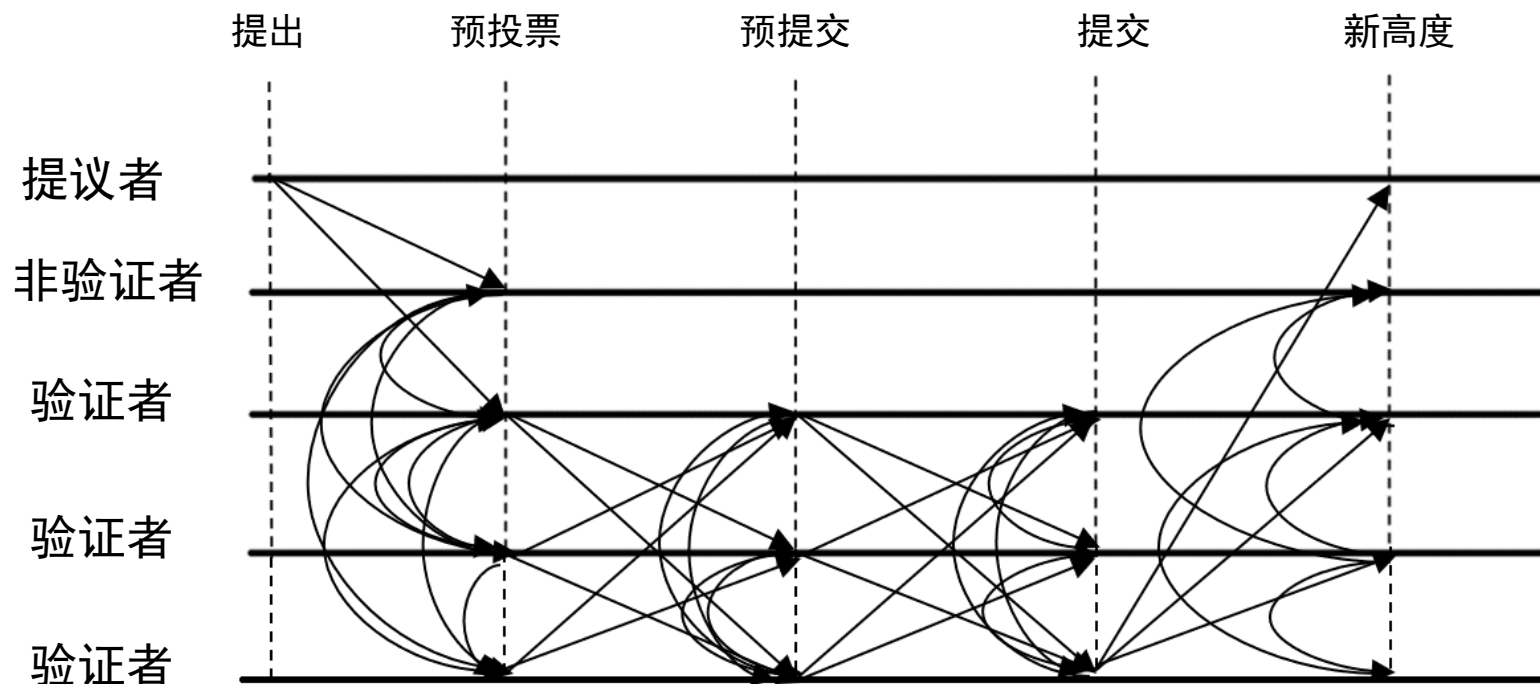 提出 预投票 预提交 提交 新高度
提议者
非验证者
验证者
验证者
验证者